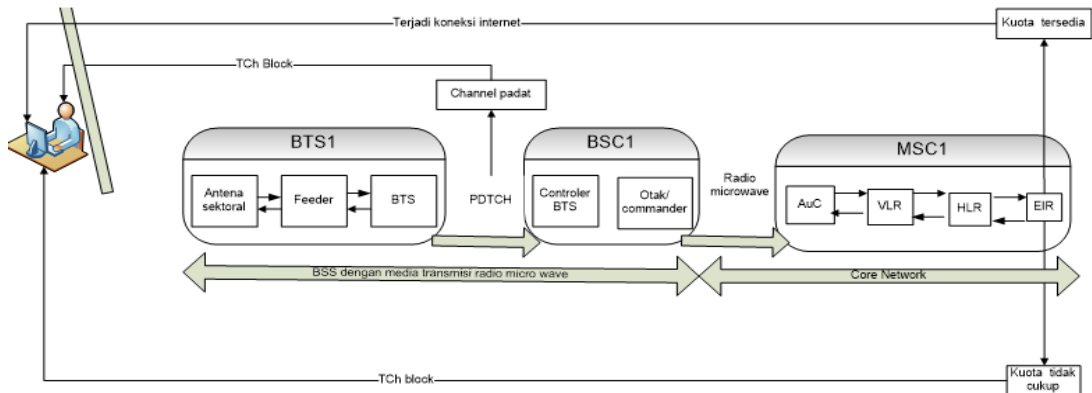 Terjadi koneksi internet
Kuota tersedia
TCh Block
Channel padat
BTS1
BSC1
MSC1
Antena
sektoral
Feeder
BTS
PDTCH
Controler
BTS
Otak/
commander
Radio
microwave
AuC
VLR
HLR
EIR
BSS dengan media transmisi radio micro wave
Core Network
TCh block
Kuota tidak
cukup